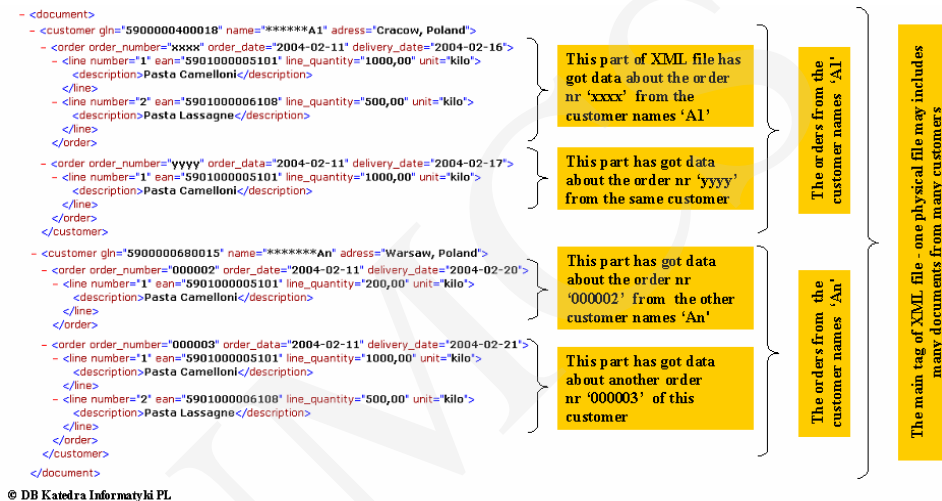 - <document>
- <customer gln="5900000400018" name="******A1" adress="Cracow, Poland">
- <order order_number="xxxx" order_date="2004-02-11" delivery_date="2004-02-16">
- <line number="1" ean="5901000005101" line_quantity="1000,00" unit="kilo">
<description>Pasta Camelloni</description>
</line>
- <line number="2" ean="5901000006108" line_quantity="500,00" unit="kilo">
<description>Pasta Lassagne</description>
</line>
</order>
- <order order_number="yyyy" order_data="2004-02-11" delivery_date="2004-02-17">
- <line number="1" ean="5901000005101" line_quantity="1000,00" unit="kilo">
<description>Pasta Camelloni</description>
</line>
</order>
</customer>
- <customer gln="5900000680015" name="*******An" adress="Warsaw, Poland">
- <order order_number="000002" order_date="2004-02-11" delivery_date="2004-02-20">
- <line number="1" ean="5901000005101" line_quantity="200,00" unit="kilo">
<description>Pasta Camelloni</description>
</line>
</order>
- <order order_number="000003" order_data="2004-02-11" delivery_date="2004-02-21">
- <line number="1" ean="5901000005101" line_quantity="1000,00" unit="kilo">
<description>Pasta Camelloni</description>
</line>
- <line number="2" ean="5901000006108" line_quantity="500,00" unit="kilo">
<description>Pasta Lassagne</description>
</line>
</order>
</customer>
</document>
This part of XML file has
got data about the order
nr ‘xxxx’ from the
customer names ‘A1’
This part has got data
about the order nr ‘yyyy’
from the same customer
This part has got data
about the order nr
‘000002’ from the other
customer names ‘An'
This part has got data
about another order
nr ‘000003’ of this
customer
The orders from the
customer names ‘A1'
The orders from the
customer names ‘An'
The main tag of XML file - one physical file may includes
many documents from many customers
© DB Katedra Informatyki PL
IMCS